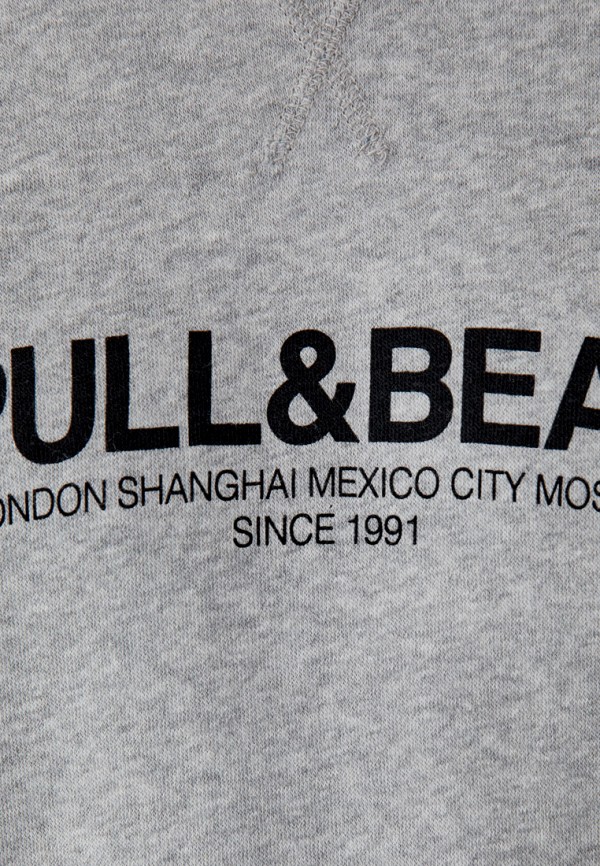 PULL&BEA
ONDON SHANGHAI MEXICO CITY MOS
SINCE 1991